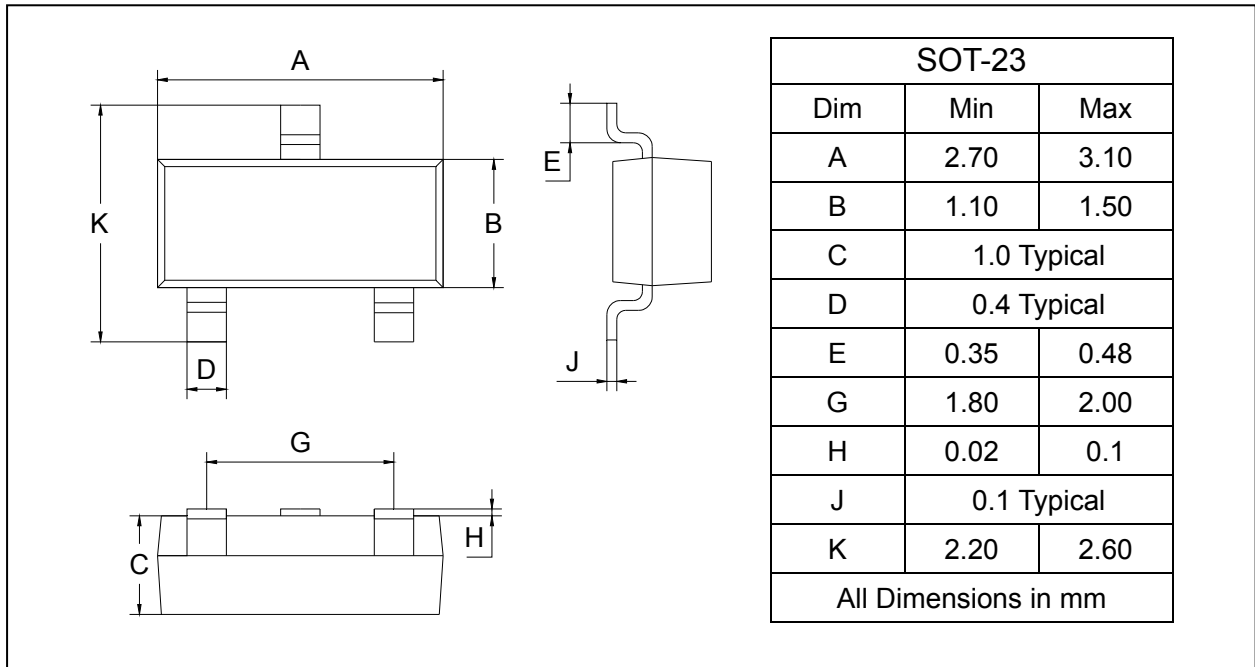 A
K
B
D
E
J
G
C
H
SOT-23
Dim Min Max
A 2.70 3.10
B 1.10 1.50
C 1.0 Typical
D 0.4 Typical
E 0.35 0.48
G 1.80 2.00
H 0.02 0.1
J 0.1 Typical
K 2.20 2.60
All Dimensions in mm